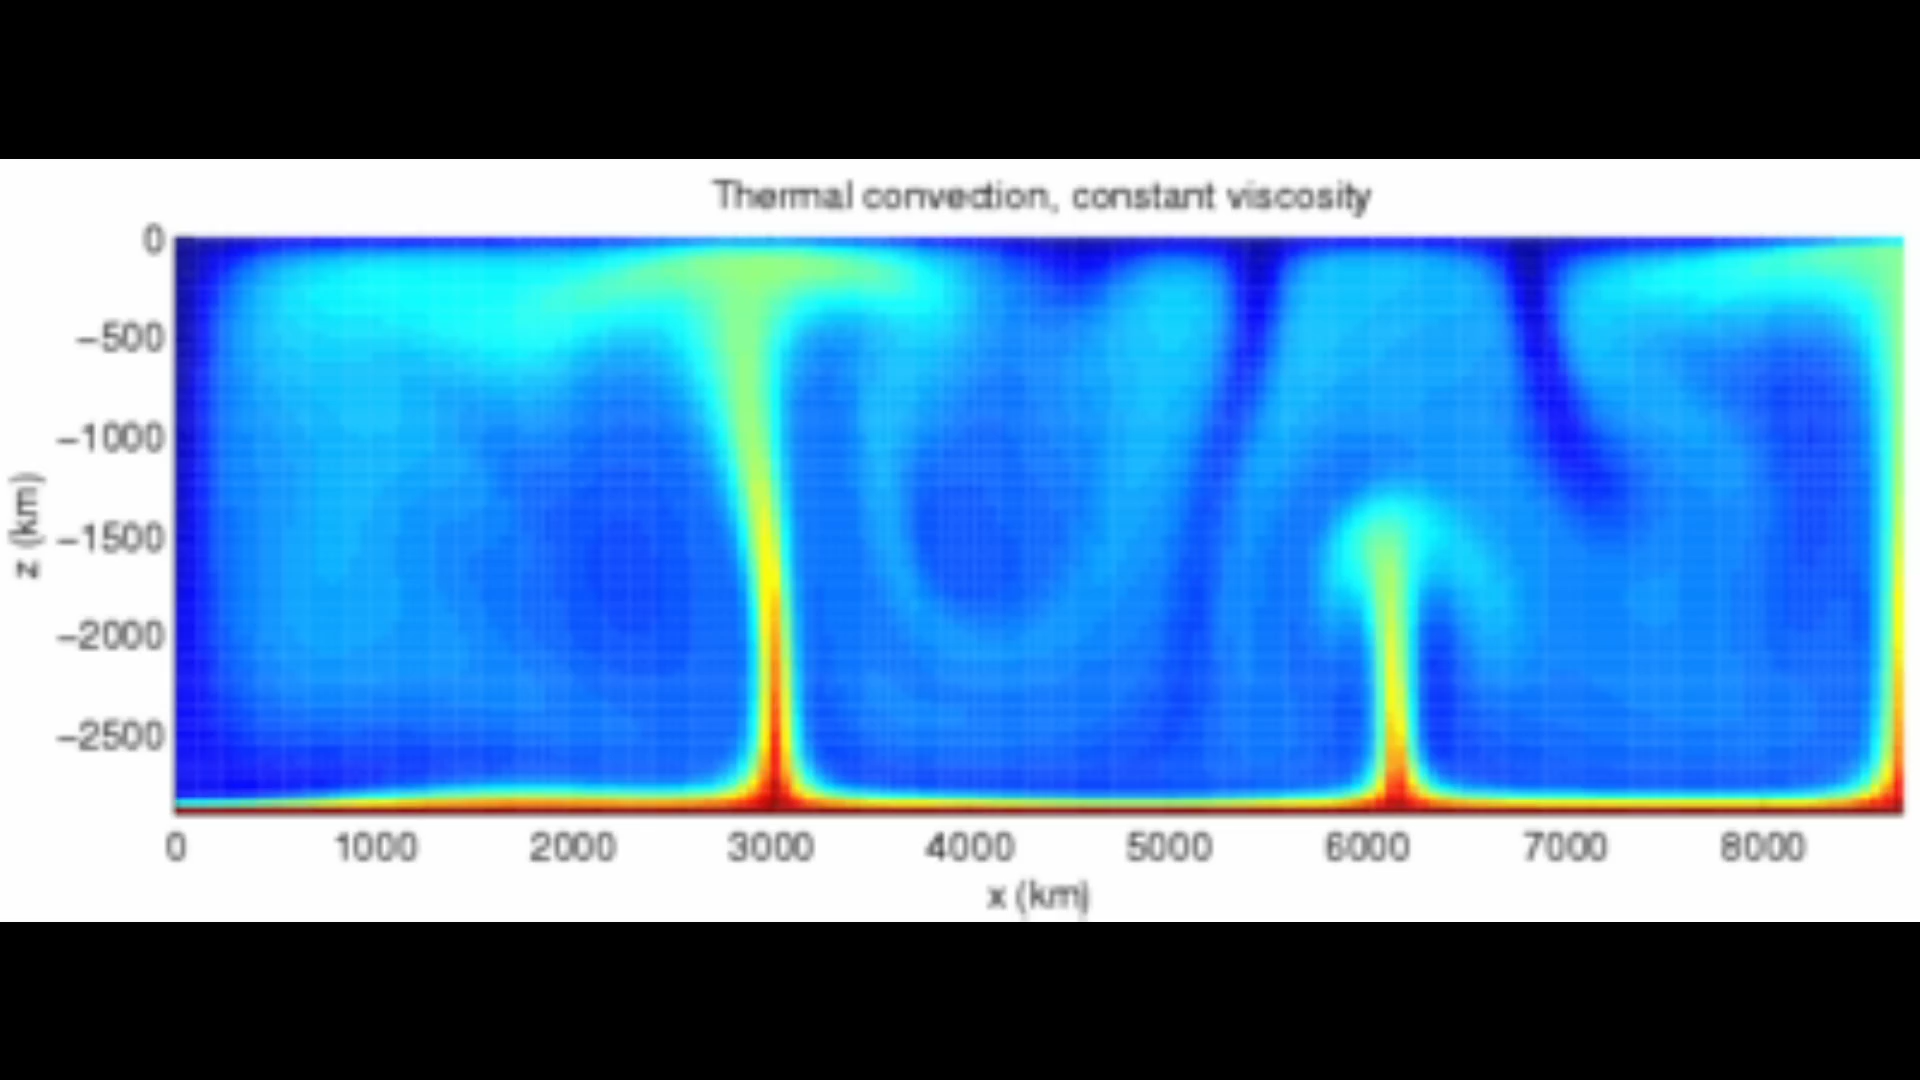 Thermal convection, constant viscosity
0
−500
−1000
−1500
−2000
−2500
z (km)
0 1000 2000 3000 4000 5000 6000 7000 8000
x (km)